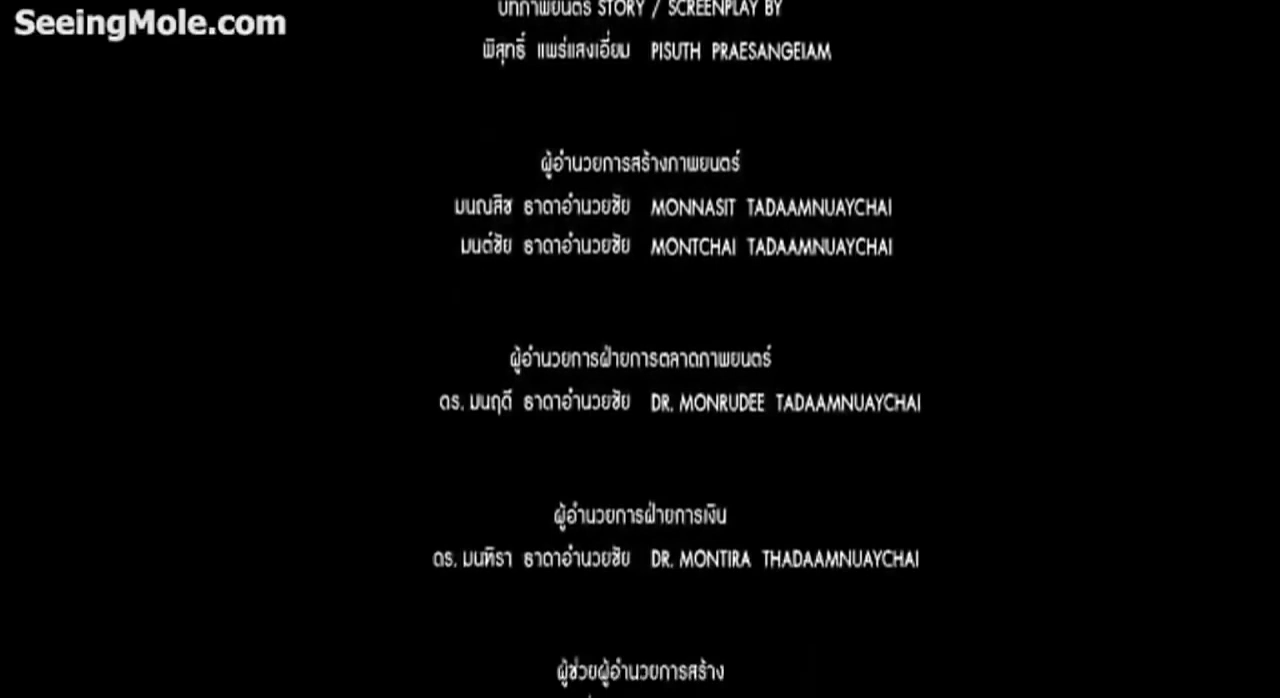 SeeingMole.com
บทภาพยนตร์ STORY / SCREENPLAY BY
พิสุทธิ์ แพร่แสงเอี่ยม PISUTH PRAESANGEIAM
ผู้อำนวยการสร้างภาพยนตร์
มนณสิช ธาดาอำนวยชัย MONNASIT TADAAMNUAYCHAI
มนต์ชัย ธาดาอำนวยชัย MONTCHAI TADAAMNUAYCHAI
ผู้อำนวยการฝ่ายการตลาดภาพยนตร์
ดร. มนฤดี ธาดาอำนวยชัย DR. MONRUDEE TADAAMNUAYCHAI
ผู้อำนวยการฝ่ายการเงิน
ดร. มนทิรา ธาดาอำนวยชัย DR. MONTIRA THADAAMNUAYCHAI
ผู้ช่วยผู้อำนวยการสร้าง